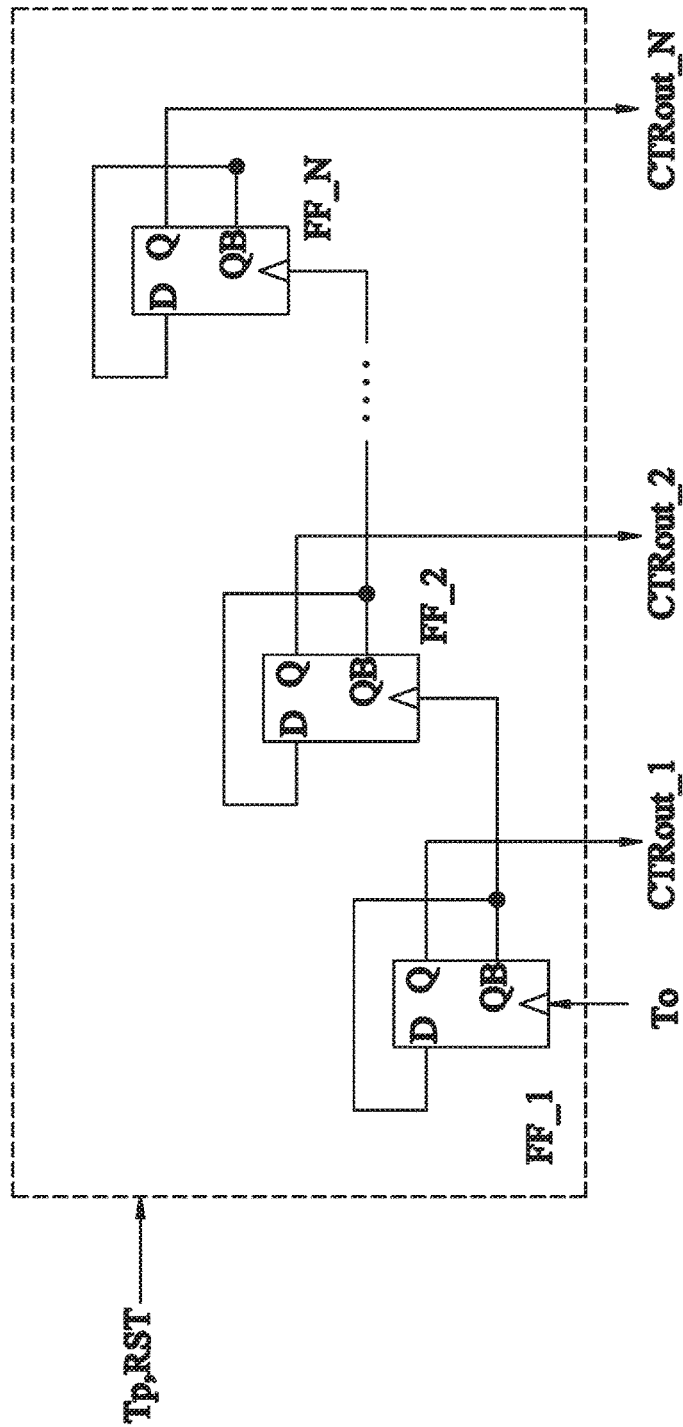 Tp,RST
FF_1
D Q
QB
To
CTRout_1
FF_2
D Q
QB
CTRout_2
....
FF_N
D Q
QB
CTRout_N